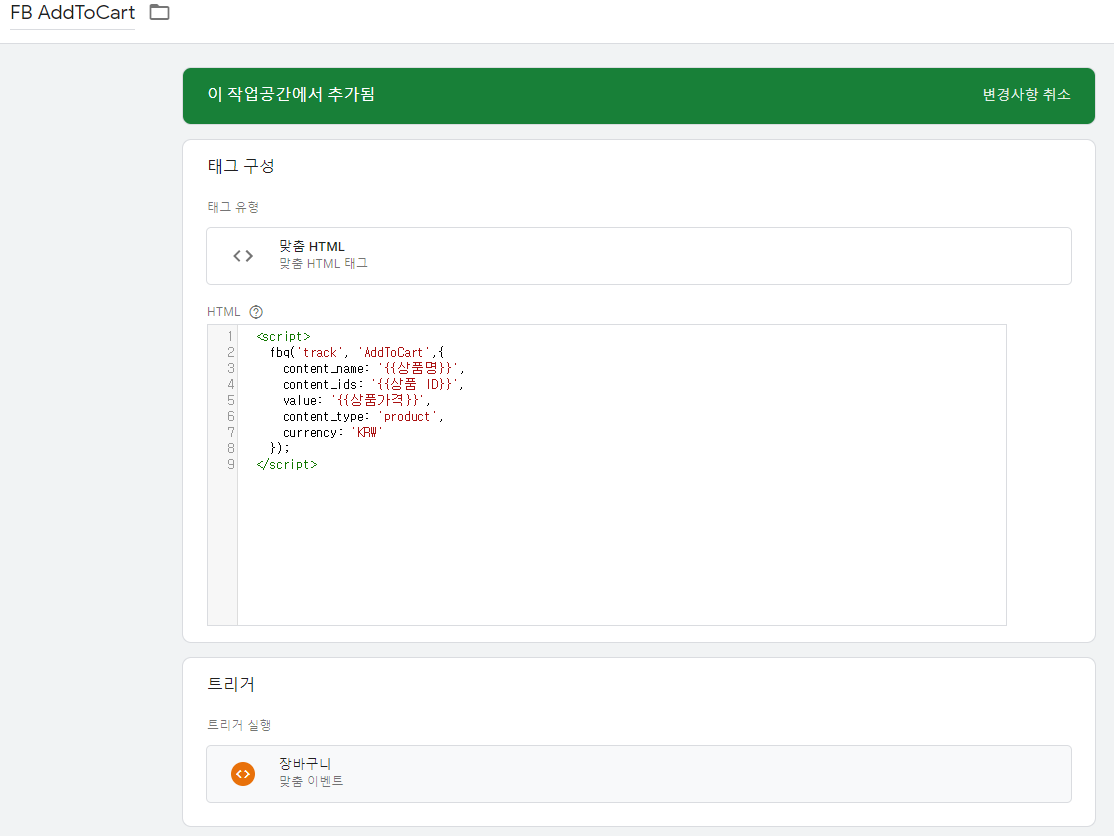 FB AddToCart
이 작업공간에서 추가됨 변경사항 취소
태그 구성
태그 유형
맞춤 HTML
맞춤 HTML 태그
HTML
1 <script>
2 fbq('track', 'AddToCart',{
3 content_name: '{{상품명}}',
4 content_ids: '{{상품 ID}}',
5 value: '{{상품가격}}',
6 content_type: 'product',
7 currency: 'KRW'
8 });
9 </script>
트리거
트리거 실행
장바구니
맞춤 이벤트